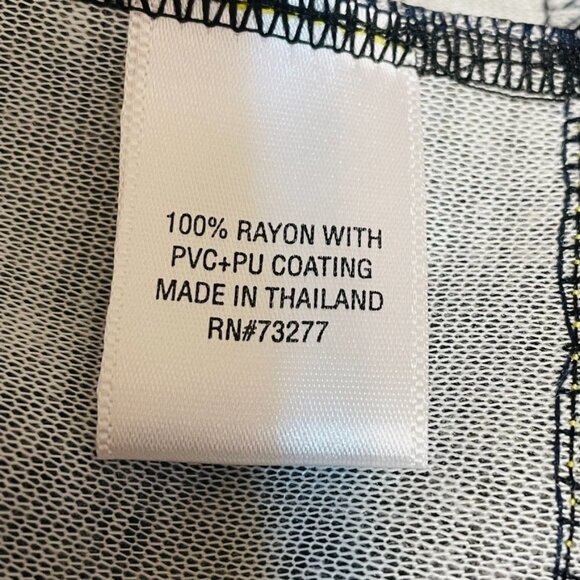 100% RAYON WITH
PVC+PU COATING
MADE IN THAILAND
RN#73277